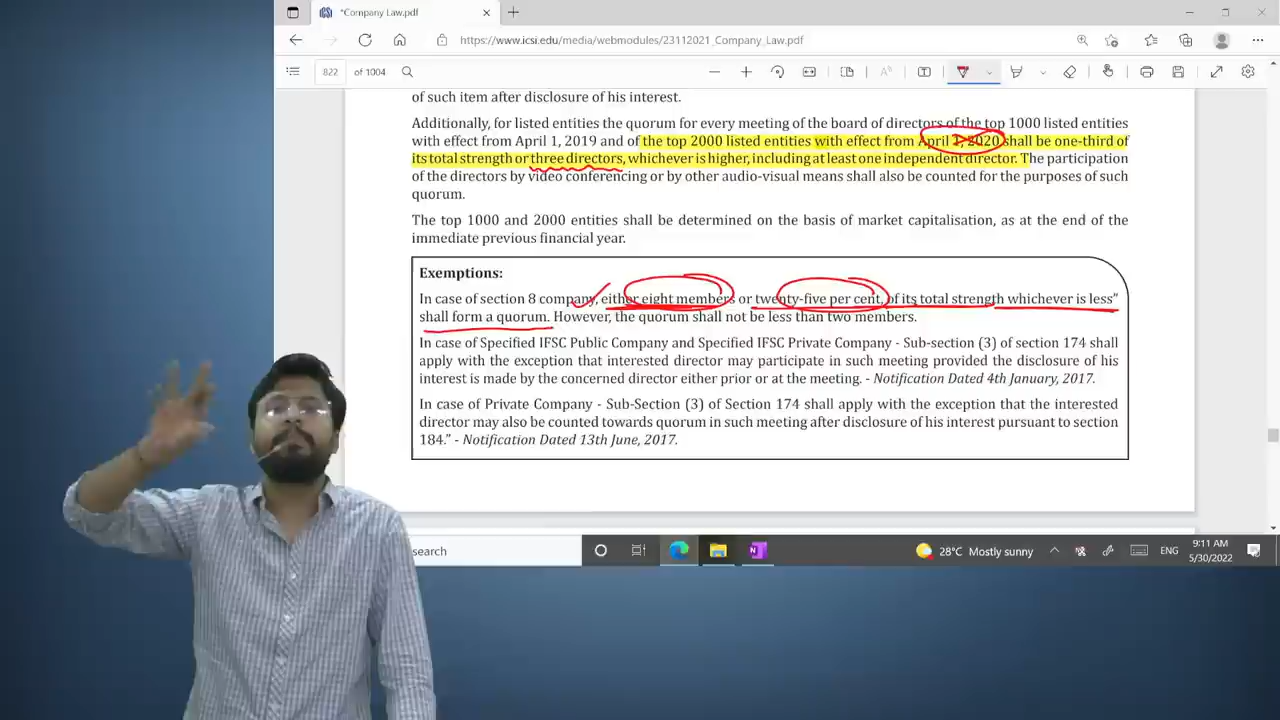 *Company Law.pdf
https://www.icsi.edu/media/webmodules/23112021_Company_Law.pdf
822 of 1004
of such item after disclosure of his interest.
Additionally, for listed entities the quorum for every meeting of the board of directors of the top 1000 listed entities
with effect from April 1, 2019 and of the top 2000 listed entities with effect from April 1, 2020 shall be one-third of
its total strength or three directors, whichever is higher, including at least one independent director. The participation
of the directors by video conferencing or by other audio-visual means shall also be counted for the purposes of such
quorum.
The top 1000 and 2000 entities shall be determined on the basis of market capitalisation, as at the end of the
immediate previous financial year.
Exemptions:
In case of section 8 company, either eight members or twenty-five per cent, of its total strength whichever is less"
shall form a quorum. However, the quorum shall not be less than two members.
In case of Specified IFSC Public Company and Specified IFSC Private Company - Sub-section (3) of section 174 shall
apply with the exception that interested director may participate in such meeting provided the disclosure of his
interest is made by the concerned director either prior or at the meeting. - Notification Dated 4th January, 2017.
In case of Private Company - Sub-Section (3) of Section 174 shall apply with the exception that the interested
director may also be counted towards quorum in such meeting after disclosure of his interest pursuant to section
184." - Notification Dated 13th June, 2017.
search
28°C Mostly sunny
ENG
9:11 AM
5/30/2022